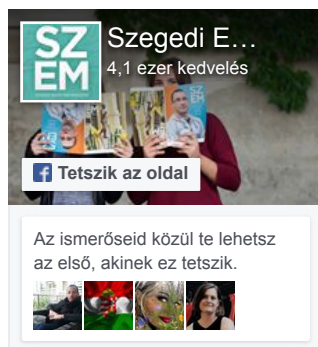 SZ
EM
Szegedi E…
4,1 ezer kedvelés
Tetszik az oldal
Az ismerőseid közül te lehetsz
az első, akinek ez tetszik.